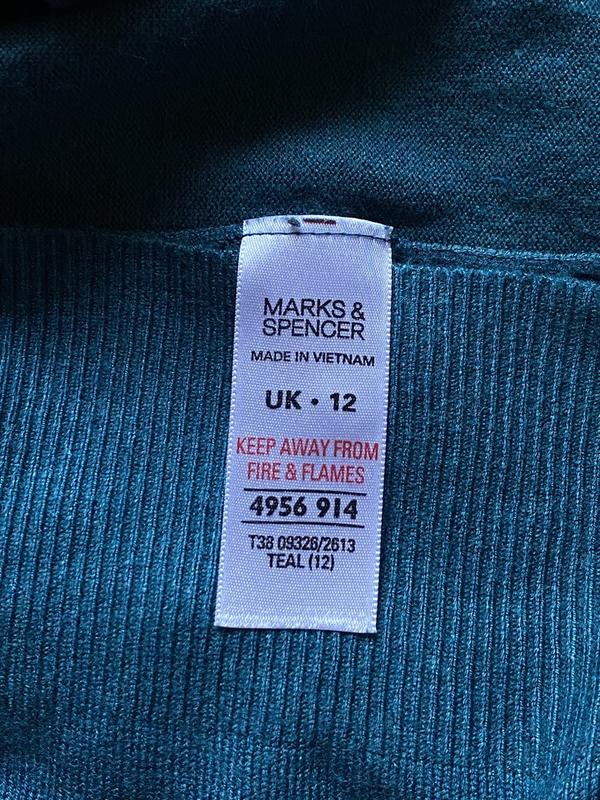 MARKS &
SPENCER
MADE IN VIETNAM
UK • 12
KEEP AWAY FROM
FIRE & FLAMES
4956 914
T38 09326/2613
TEAL (12)